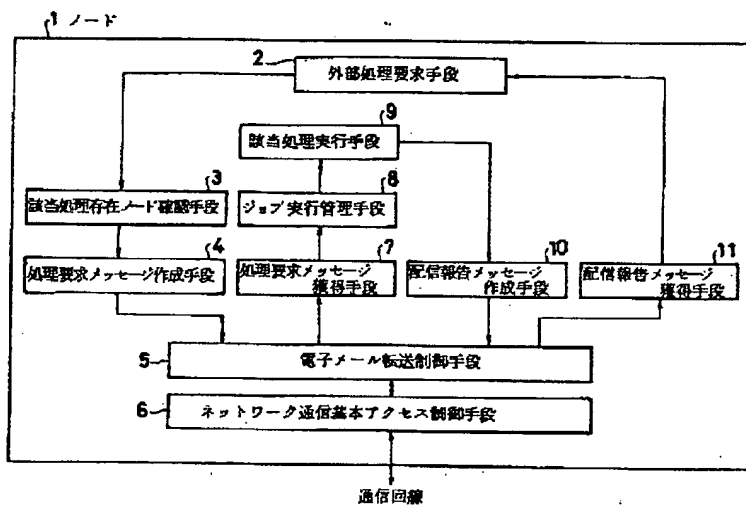 1 ノード
2
外部処理要求手段
9
該当処理実行手段
3
該当処理存在ノード確認手段
8
ジョブ実行管理手段
4
処理要求メッセージ作成手段
7
処理要求メッセージ
獲得手段
10
配信報告メッセージ
作成手段
11
配信報告メッセージ
獲得手段
5
電子メール転送制御手段
6
ネットワーク通信基本アクセス制御手段
通信回線